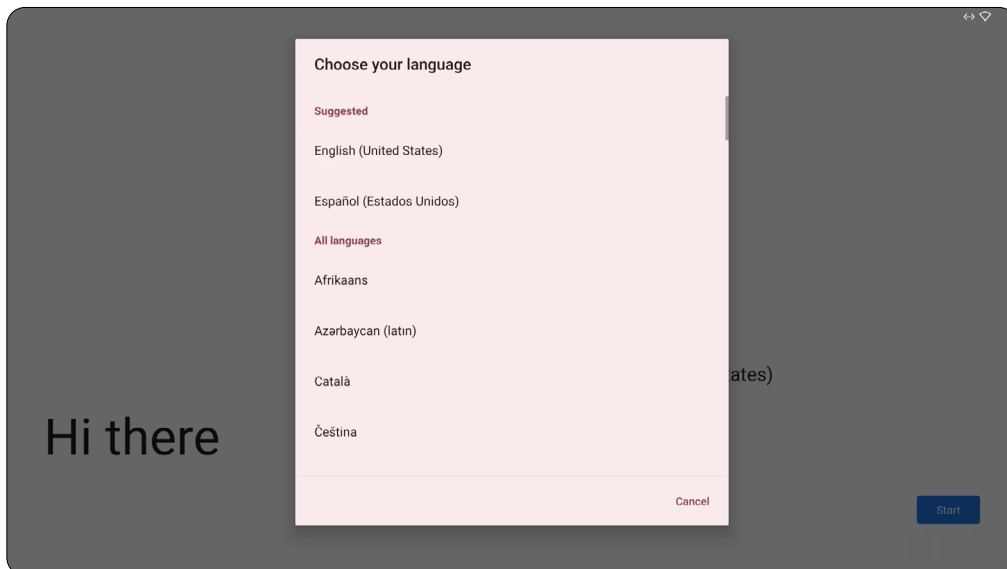 Choose your language
Suggested
English (United States)
Español (Estados Unidos)
All languages
Afrikaans
Azərbaycan (latın)
Català
Čeština
Cancel
ates)
Hi there
Start